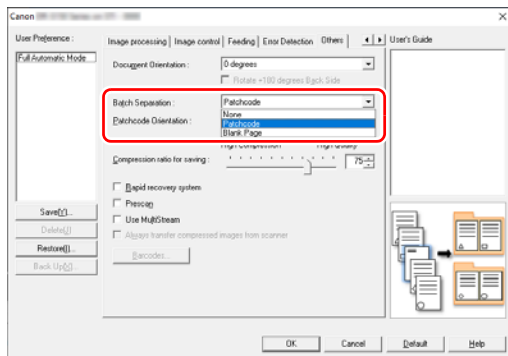 Canon
User Preference :
Full Automatic Mode
Save[Y]...
Delete[J]
Restore[I]...
Back Up[X]...
Image processing | Image control | Feeding | Error Detection | Others
Document Orientation :
0 degrees
Rotate +180 degrees Back Side
Batch Separation :
Patchcode
None
Patchcode
Blank Page
Patchcode Orientation :
High Compression
High Quality
Compression ratio for saving :
75
Rapid recovery system
Prescan
Use MultiStream
Always transfer compressed images from scanner
Barcodes...
User's Guide
A
A
OK
Cancel
Default
Help